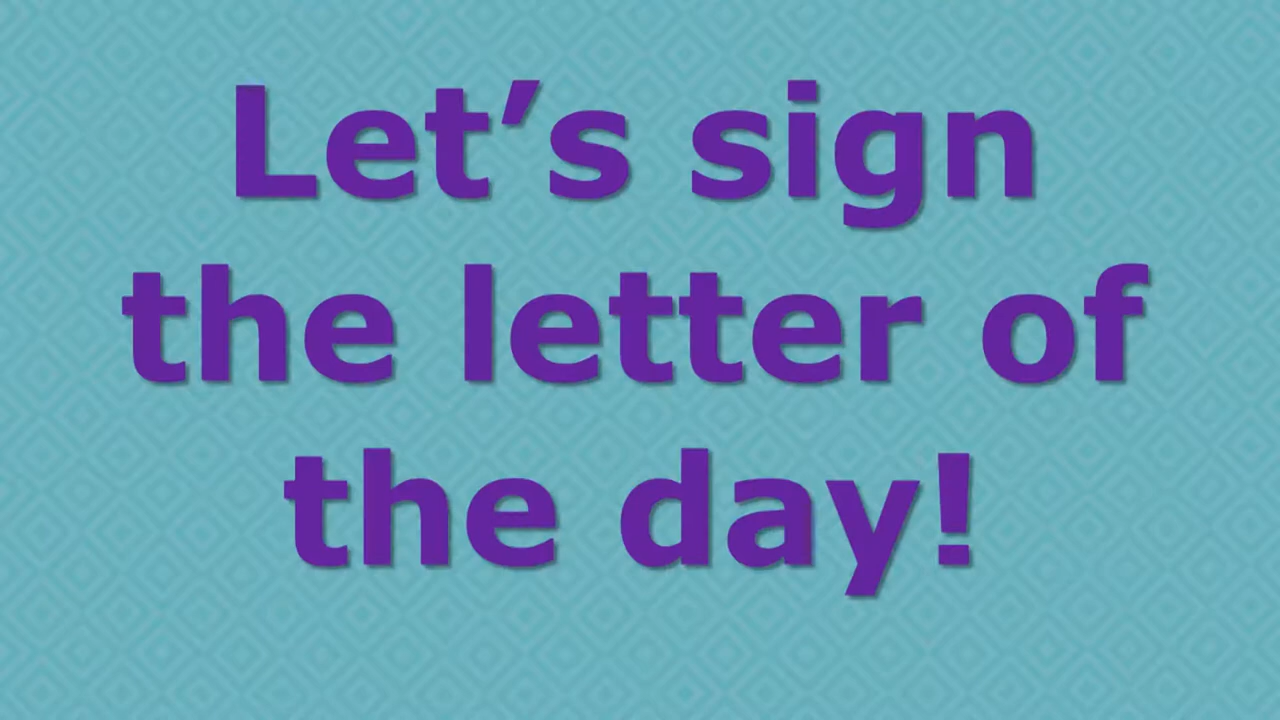 Let’s sign
the letter of
the day!